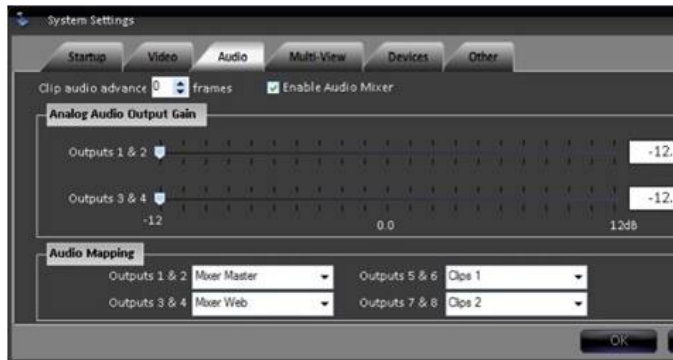 System Settings
Startup Video Audio Multi-View Devices Other
Clip audio advance 0 frames Enable Audio Mixer
Analog Audio Output Gain
Outputs 1 & 2 -12.
Outputs 3 & 4 -12.
-12 0.0 12dB
Audio Mapping
Outputs 1 & 2 Mixer Master Outputs 5 & 6 Clips 1
Outputs 3 & 4 Mixer Web Outputs 7 & 8 Clips 2
OK